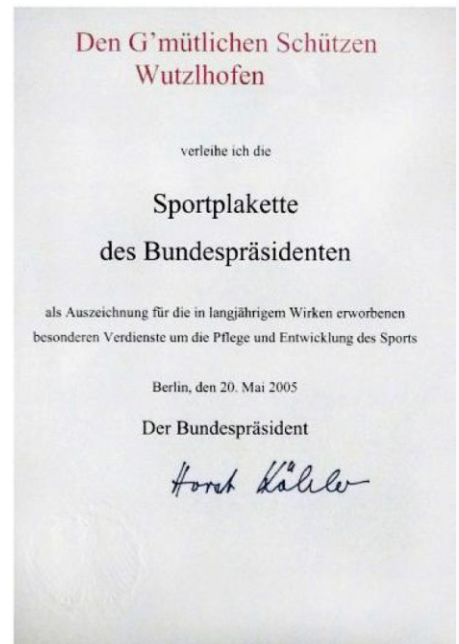 Den G'mütlichen Schützen
Wutzlhofen
verleihe ich die
Sportplakette
des Bundespräsidenten
als Auszeichnung für die in langjährigem Wirken erworbenen
besonderen Verdienste um die Pflege und Entwicklung des Sports
Berlin, den 20. Mai 2005
Der Bundespräsident
Horst Köhler